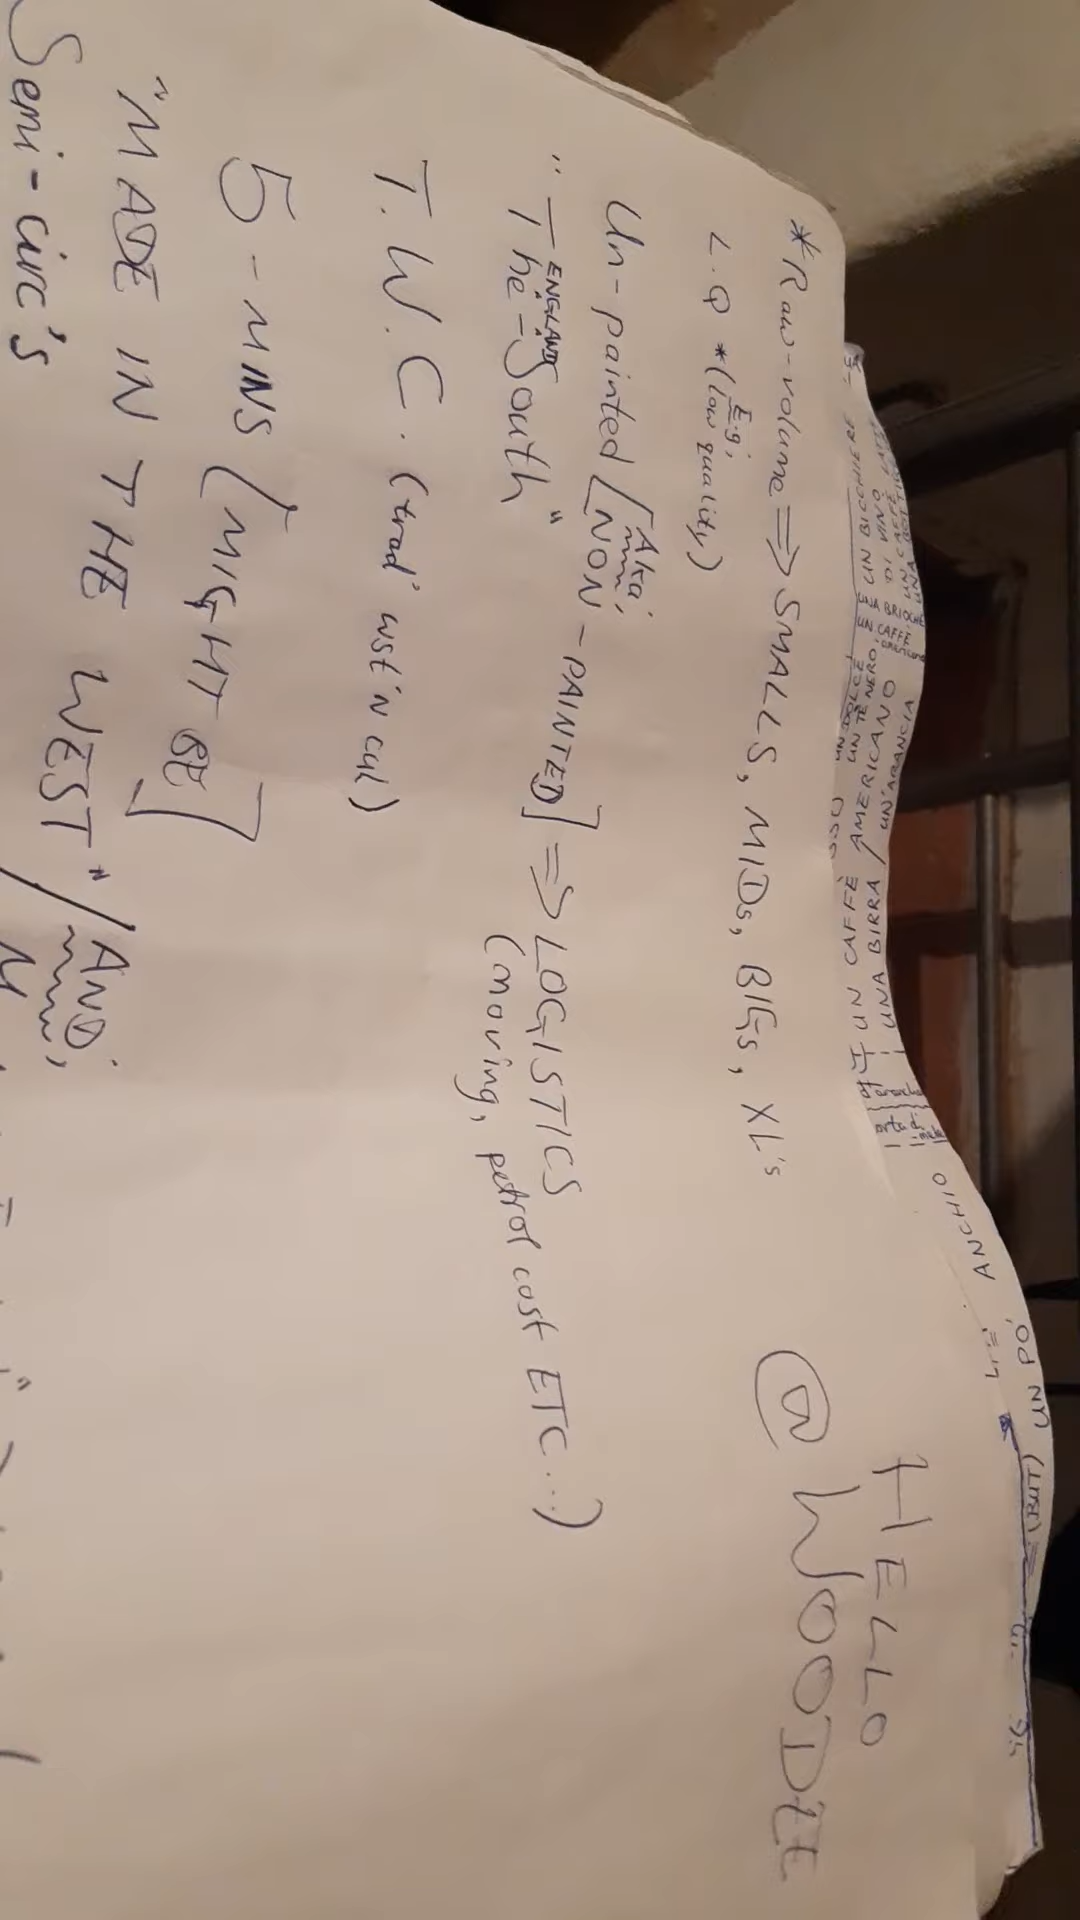 HELLO
@ WOODIE
*Raw-volume => SMALLS, MIDs, BIGs, XL's
E.g;
L.Q *(low quality)
Aka;
Un-painted [NON-PAINTED] => LOGISTICS
(moving, petrol cost ETC...)
ENGLAND
"The-South"
T.W.C. (trad' wst'n cul)
5-MINS (MIGHT BE]
"MADE IN THE WEST" / AND;
Semi-circ's
UN PO'
(BUT)
ANCHIO
UN CAFFÈ AMERICANO
UNA BIRRA / UN'ARANCIA
UN DOLCE
UN TÈ NERO,
UN BICCHIERE
DI VINO
UNA BRIOCHE
UN CAFFÈ